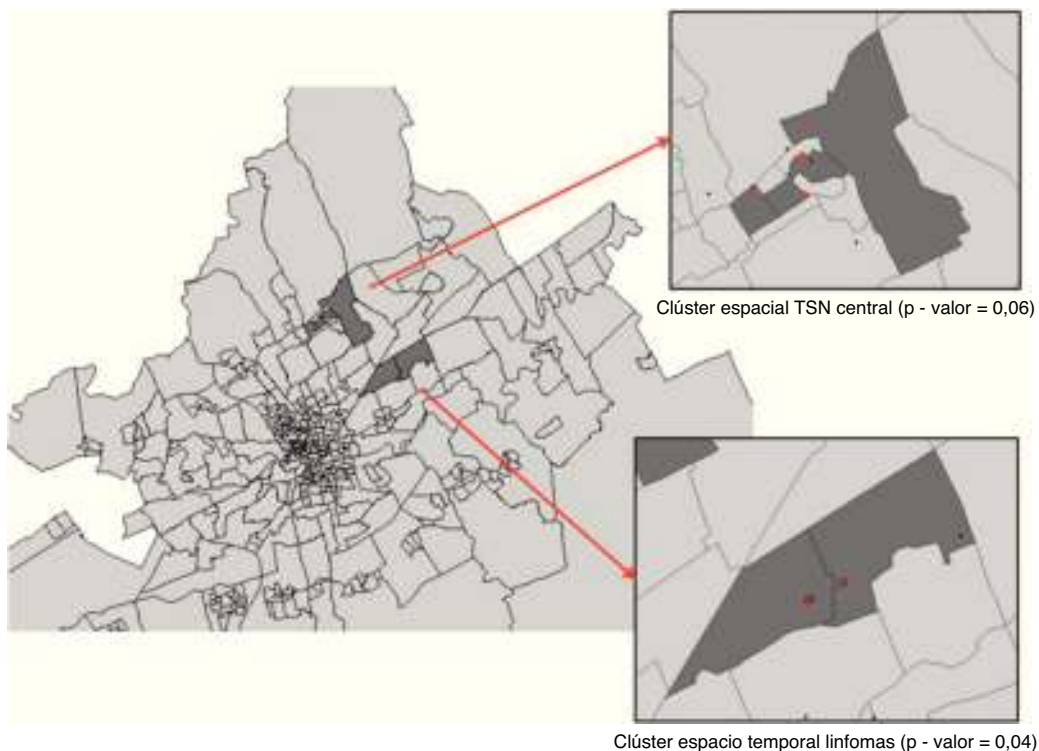 Clúster espacial TSN central (p - valor = 0,06)
Clúster espacio temporal linfomas (p - valor = 0,04)